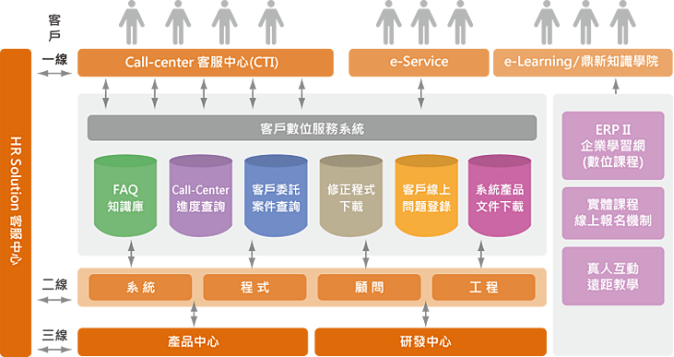 客
戶
一線
Call-center 客服中心(CTI)
e-Service
e-Learning/鼎新知識學院
HR Solution 客服中心
客戶數位服務系統
FAQ
知識庫
Call-Center
進度查詢
客戶委託
案件查詢
修正程式
下載
客戶線上
問題登錄
系統產品
文件下載
ERP II
企業學習網
(數位課程)
實體課程
線上報名機制
真人互動
遠距教學
二線
系統
程式
顧問
工程
三線
產品中心
研發中心